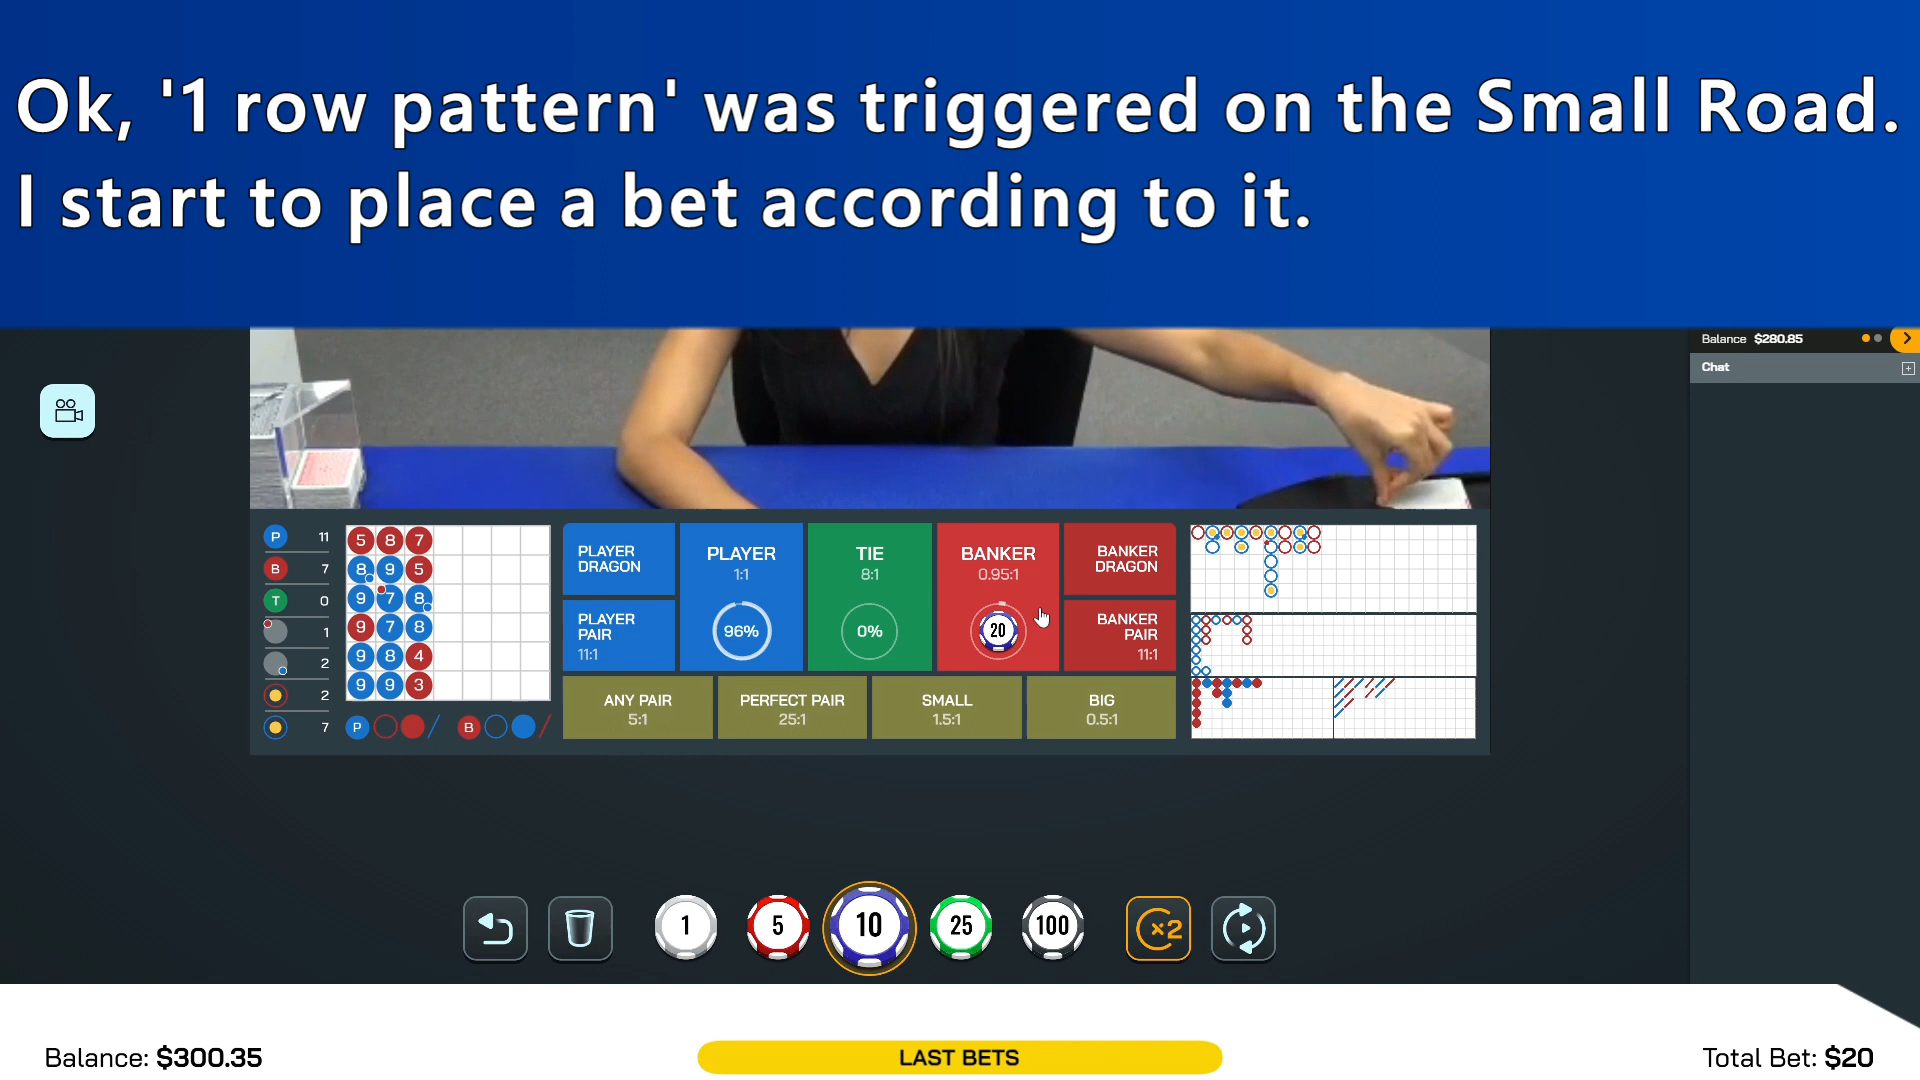 Ok, '1 row pattern' was triggered on the Small Road.
I start to place a bet according to it.
Balance $280.85
Chat
P 11
B 7
T 0
1
2
2
7
5 8 7
8 9 5
9 7 8
9 7 8
9 8 4
9 9 3
P B
PLAYER DRAGON
PLAYER PAIR
11:1
PLAYER
1:1
96%
TIE
8:1
0%
BANKER
0.95:1
20
BANKER DRAGON
BANKER PAIR
11:1
ANY PAIR
5:1
PERFECT PAIR
25:1
SMALL
1.5:1
BIG
0.5:1
1 5 10 25 100 x2
Balance: $300.35
LAST BETS
Total Bet: $20